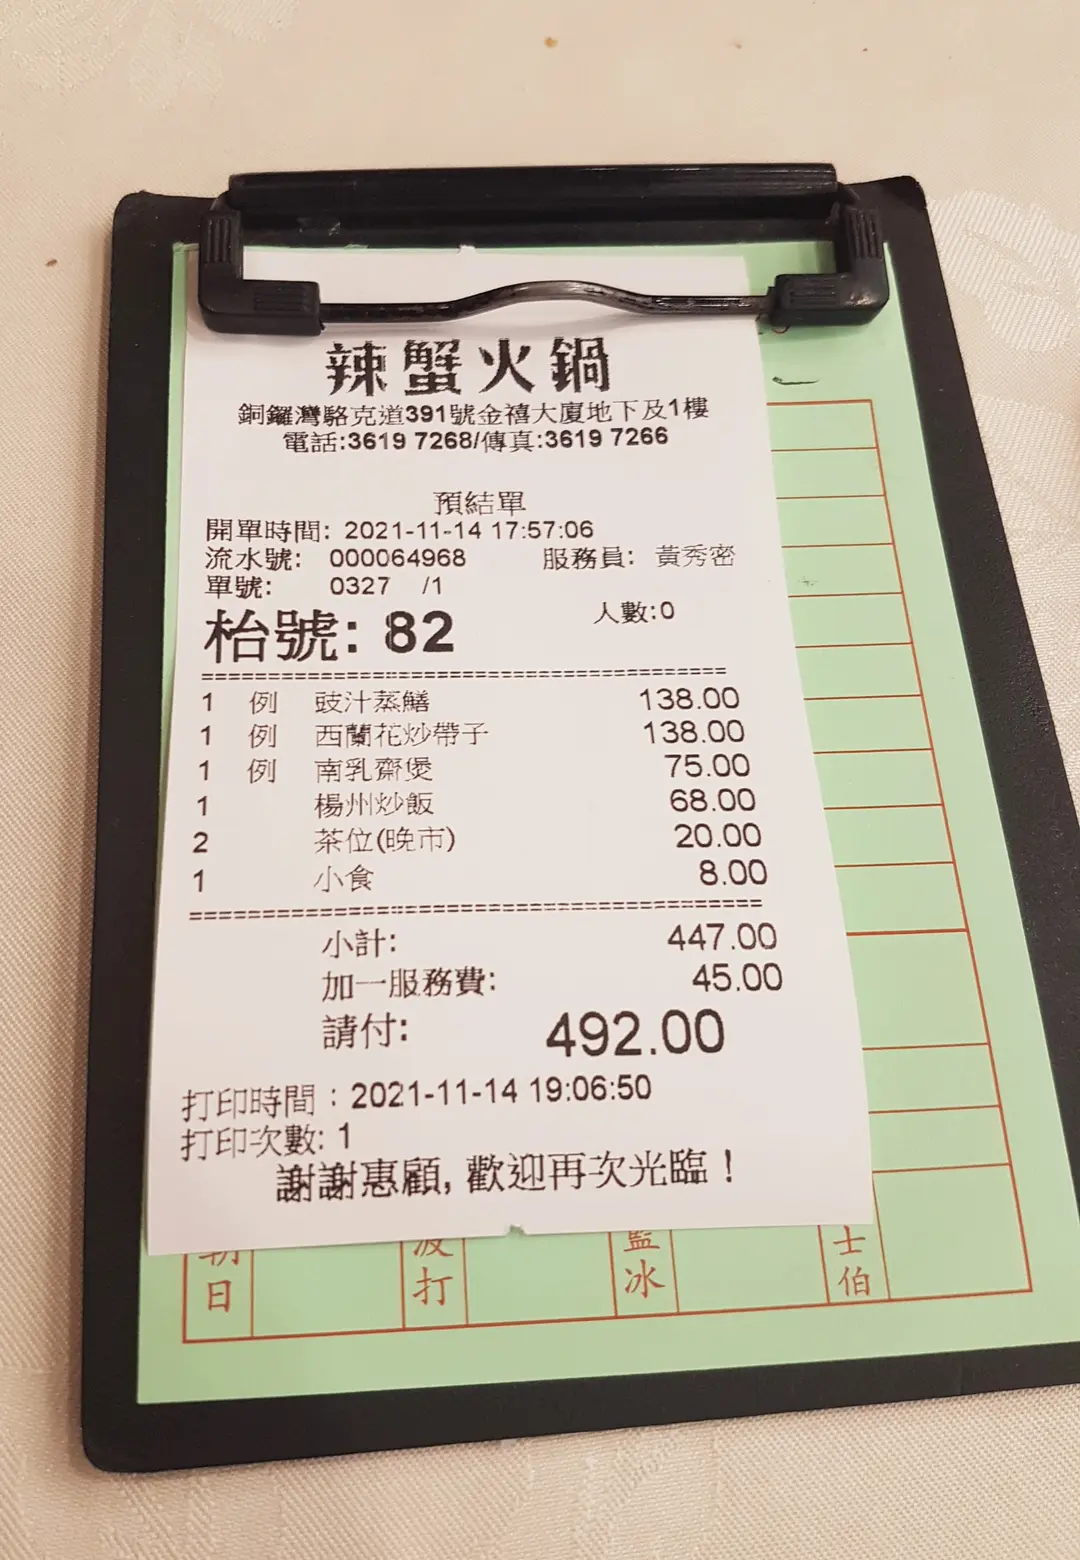 辣蟹火鍋
銅鑼灣駱克道391號金禧大廈地下及1樓
電話:3619 7268/傳真:3619 7266
預結單
開單時間: 2021-11-14 17:57:06
流水號: 000064968 服務員: 黃秀密
單號: 0327 /1
枱號: 82 人數:0
1 例 豉汁蒸鱔 138.00
1 例 西蘭花炒帶子 138.00
1 例 南乳齋煲 75.00
1 楊州炒飯 68.00
2 茶位(晚市) 20.00
1 小食 8.00
小計: 447.00
加一服務費: 45.00
請付: 492.00
打印時間：2021-11-14 19:06:50
打印次數: 1
謝謝惠顧, 歡迎再次光臨！
朝日 波打 藍冰 士伯